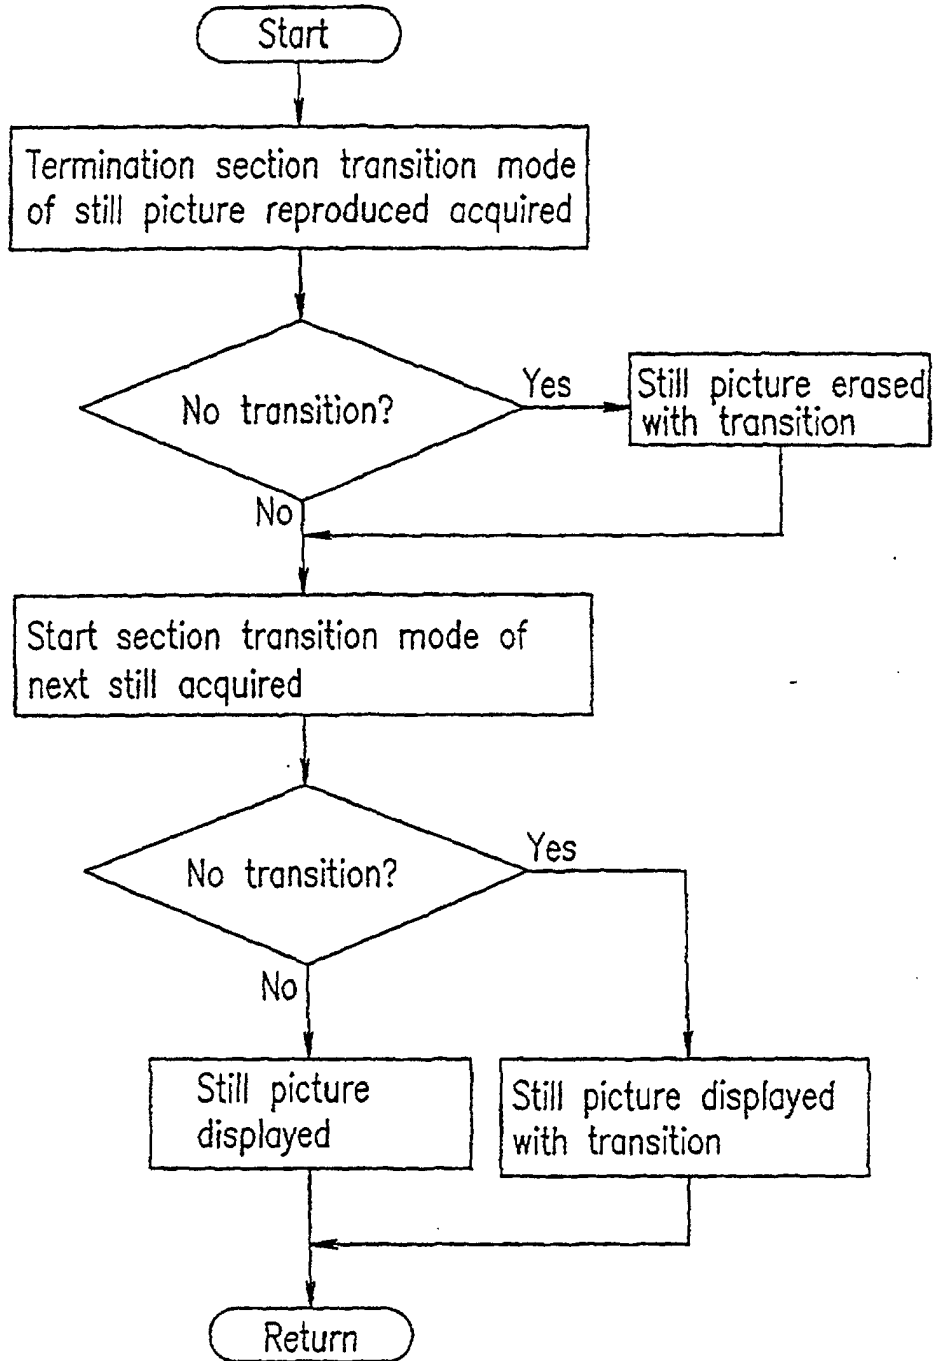 Start
Termination section transition mode
of still picture reproduced acquired
No transition?
Yes
Still picture erased
with transition
No
Start section transition mode of
next still acquired
No transition?
Yes
No
Still picture
displayed
Still picture displayed
with transition
Return